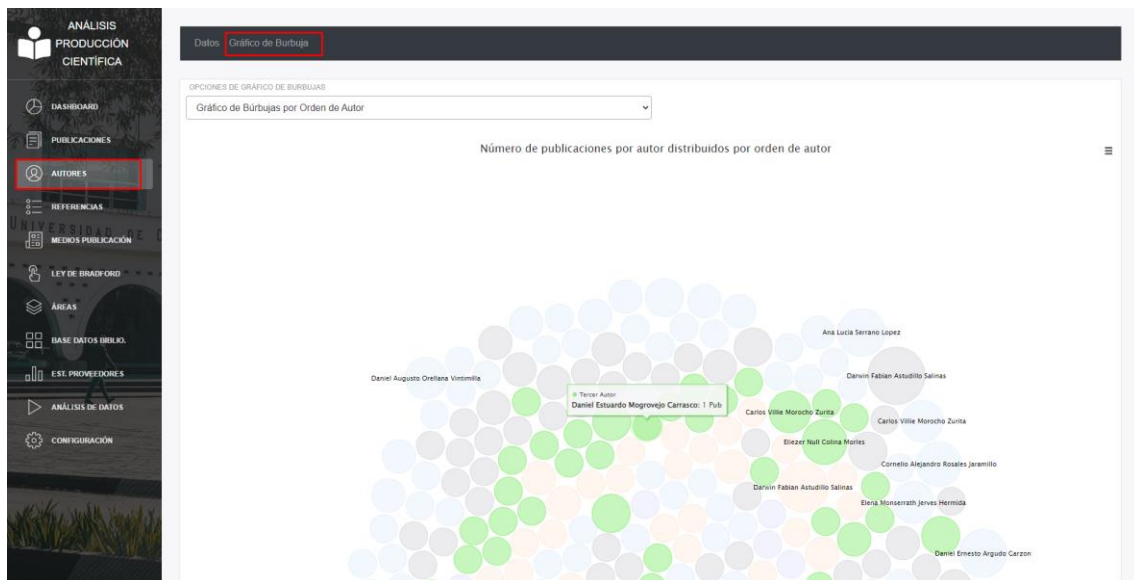 ANÁLISIS
PRODUCCIÓN
CIENTÍFICA
DASHBOARD
PUBLICACIONES
AUTORES
REFERENCIAS
MEDIOS PUBLICACIÓN
LEY DE BRADFORD
ÁREAS
BASE DATOS BIBLIO.
EST. PROVEEDORES
ANÁLISIS DE DATOS
CONFIGURACIÓN
UNIVERSIDAD DE
Datos Gráfico de Burbuja
OPCIONES DE GRÁFICO DE BURBUJAS
Gráfico de Búrbujas por Orden de Autor
Número de publicaciones por autor distribuidos por orden de autor
Ana Lucia Serrano Lopez
Daniel Augusto Orellana Vintimilla
Darwin Fabian Astudillo Salinas
Tercer Autor
Daniel Estuardo Mogrovejo Carrasco: 1 Pub
Carlos Villie Morocho Zurita
Carlos Villie Morocho Zurita
Eliezer Null Colina Morles
Cornelio Alejandro Rosales Jaramillo
Darwin Fabian Astudillo Salinas
Elena Monserrath Jerves Hermida
Daniel Ernesto Argudo Garzon